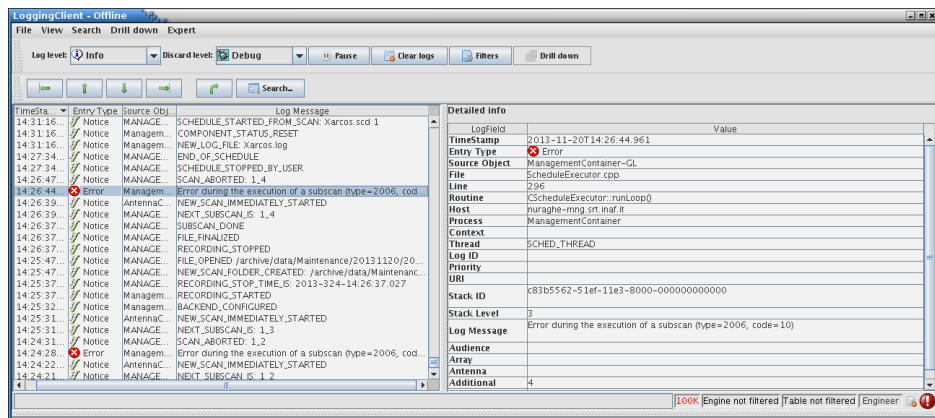 LoggingClient - Offline
File View Search Drill down Expert
Log level: Info Discard level: Debug Pause Clear logs Filters Drill down
Search...
TimeSta... Entry Type Source Obj... Log Message
14:31:16... Notice MANAGE... SCHEDULE_STARTED_FROM_SCAN: Xarcos.scd 1
14:31:16... Notice Managem... COMPONENT_STATUS_RESET
14:31:16... Notice MANAGE... NEW_LOG_FILE: Xarcos.log
14:27:34... Notice MANAGE... END_OF_SCHEDULE
14:27:34... Notice MANAGE... SCHEDULE_STOPPED_BY_USER
14:26:47... Notice MANAGE... SCAN_ABORTED: 1_4
14:26:44... Error Managem... Error during the execution of a subscan (type=2006, cod...
14:26:39... Notice AntennaC... NEW_SCAN_IMMEDIATELY_STARTED
14:26:39... Notice MANAGE... NEXT_SUBSCAN_IS: 1_4
14:26:37... Notice MANAGE... SUBSCAN_DONE
14:26:37... Notice MANAGE... FILE_FINALIZED
14:26:37... Notice MANAGE... RECORDING_STOPPED
14:25:47... Notice MANAGE... FILE_OPENED /archive/data/Maintenance/20131120/20...
14:25:47... Notice MANAGE... NEW_SCAN_FOLDER_CREATED: /archive/data/Maintenanc...
14:25:37... Notice MANAGE... RECORDING_STOP_TIME_IS: 2013-324-14:26:37.027
14:25:37... Notice Managem... RECORDING_STARTED
14:25:32... Notice Managem... BACKEND_CONFIGURED
14:25:31... Notice AntennaC... NEW_SCAN_IMMEDIATELY_STARTED
14:25:31... Notice MANAGE... NEXT_SUBSCAN_IS: 1_3
14:24:31... Notice MANAGE... SCAN_ABORTED: 1_2
14:24:28... Error Managem... Error during the execution of a subscan (type=2006, cod...
14:24:22... Notice AntennaC... NEW_SCAN_IMMEDIATELY_STARTED
14:24:21... Notice MANAGE... NEXT_SUBSCAN_IS: 1_2
Detailed info
LogField Value
TimeStamp 2013-11-20T14:26:44.961
Entry Type Error
Source Object ManagementContainer-GL
File ScheduleExecutor.cpp
Line 296
Routine CScheduleExecutor::runLoop()
Host nuraghe-mng.srt.inaf.it
Process ManagementContainer
Context
Thread SCHED_THREAD
Log ID
Priority
URI
Stack ID c83b5562-51ef-11e3-8000-000000000000
Stack Level 3
Log Message Error during the execution of a subscan (type=2006, code=10)
Audience
Array
Antenna
Additional 4
100K Engine not filtered Table not filtered Engineer